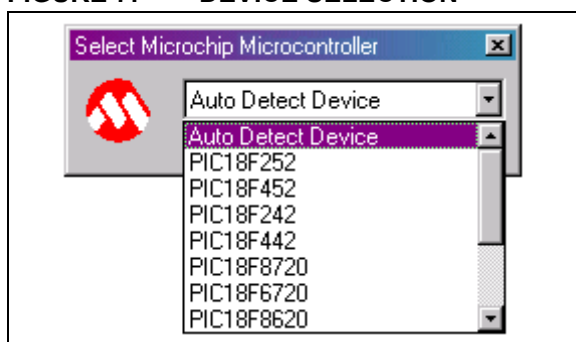 Select Microchip Microcontroller
Auto Detect Device
Auto Detect Device
PIC18F252
PIC18F452
PIC18F242
PIC18F442
PIC18F8720
PIC18F6720
PIC18F8620